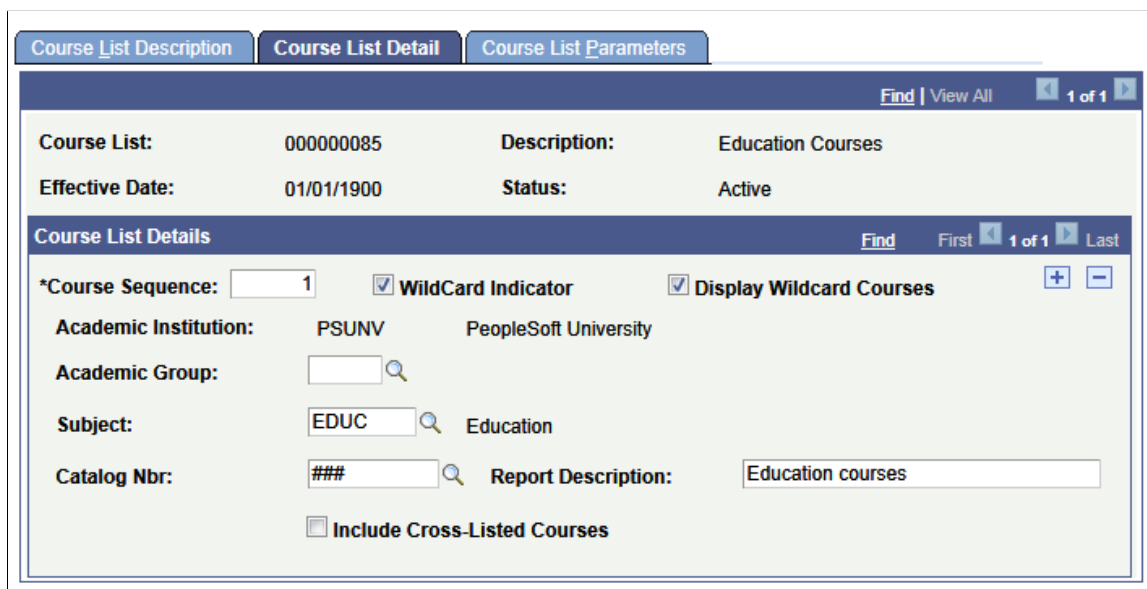 Course List Description Course List Detail Course List Parameters
Find | View All 1 of 1
Course List: 000000085 Description: Education Courses
Effective Date: 01/01/1900 Status: Active
Course List Details Find First 1 of 1 Last
*Course Sequence: 1 WildCard Indicator Display Wildcard Courses
Academic Institution: PSUNV PeopleSoft University
Academic Group:
Subject: EDUC Education
Catalog Nbr: ### Report Description: Education courses
Include Cross-Listed Courses